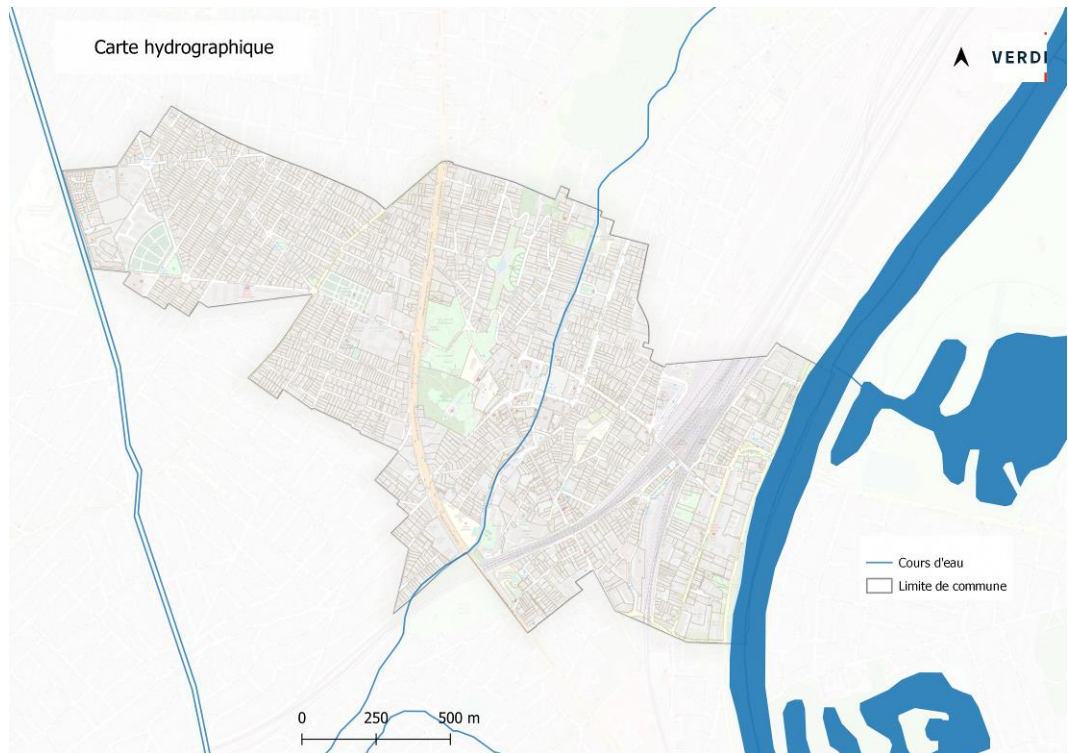 Carte hydrographique
VERDI
Cours d'eau
Limite de commune
0 250 500 m